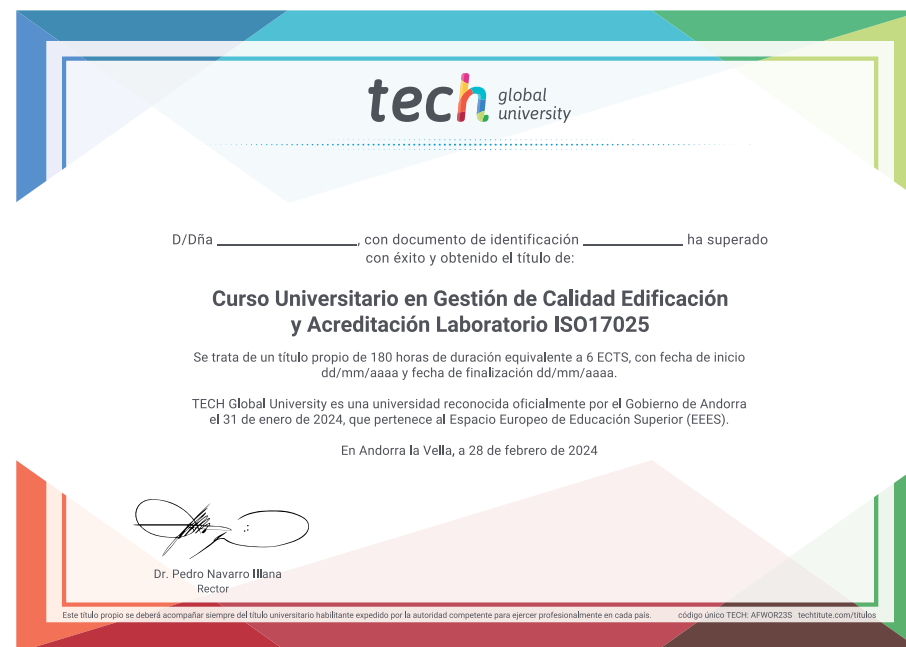 tech global university
D/Dña ______________, con documento de identificación __________ ha superado
con éxito y obtenido el título de:
Curso Universitario en Gestión de Calidad Edificación
y Acreditación Laboratorio ISO17025
Se trata de un título propio de 180 horas de duración equivalente a 6 ECTS, con fecha de inicio
dd/mm/aaaa y fecha de finalización dd/mm/aaaa.
TECH Global University es una universidad reconocida oficialmente por el Gobierno de Andorra
el 31 de enero de 2024, que pertenece al Espacio Europeo de Educación Superior (EEES).
En Andorra la Vella, a 28 de febrero de 2024
Dr. Pedro Navarro Illana
Rector
Este título propio se deberá acompañar siempre del título universitario habilitante expedido por la autoridad competente para ejercer profesionalmente en cada país. código único TECH: AFWOR23S techtitute.com/titulos